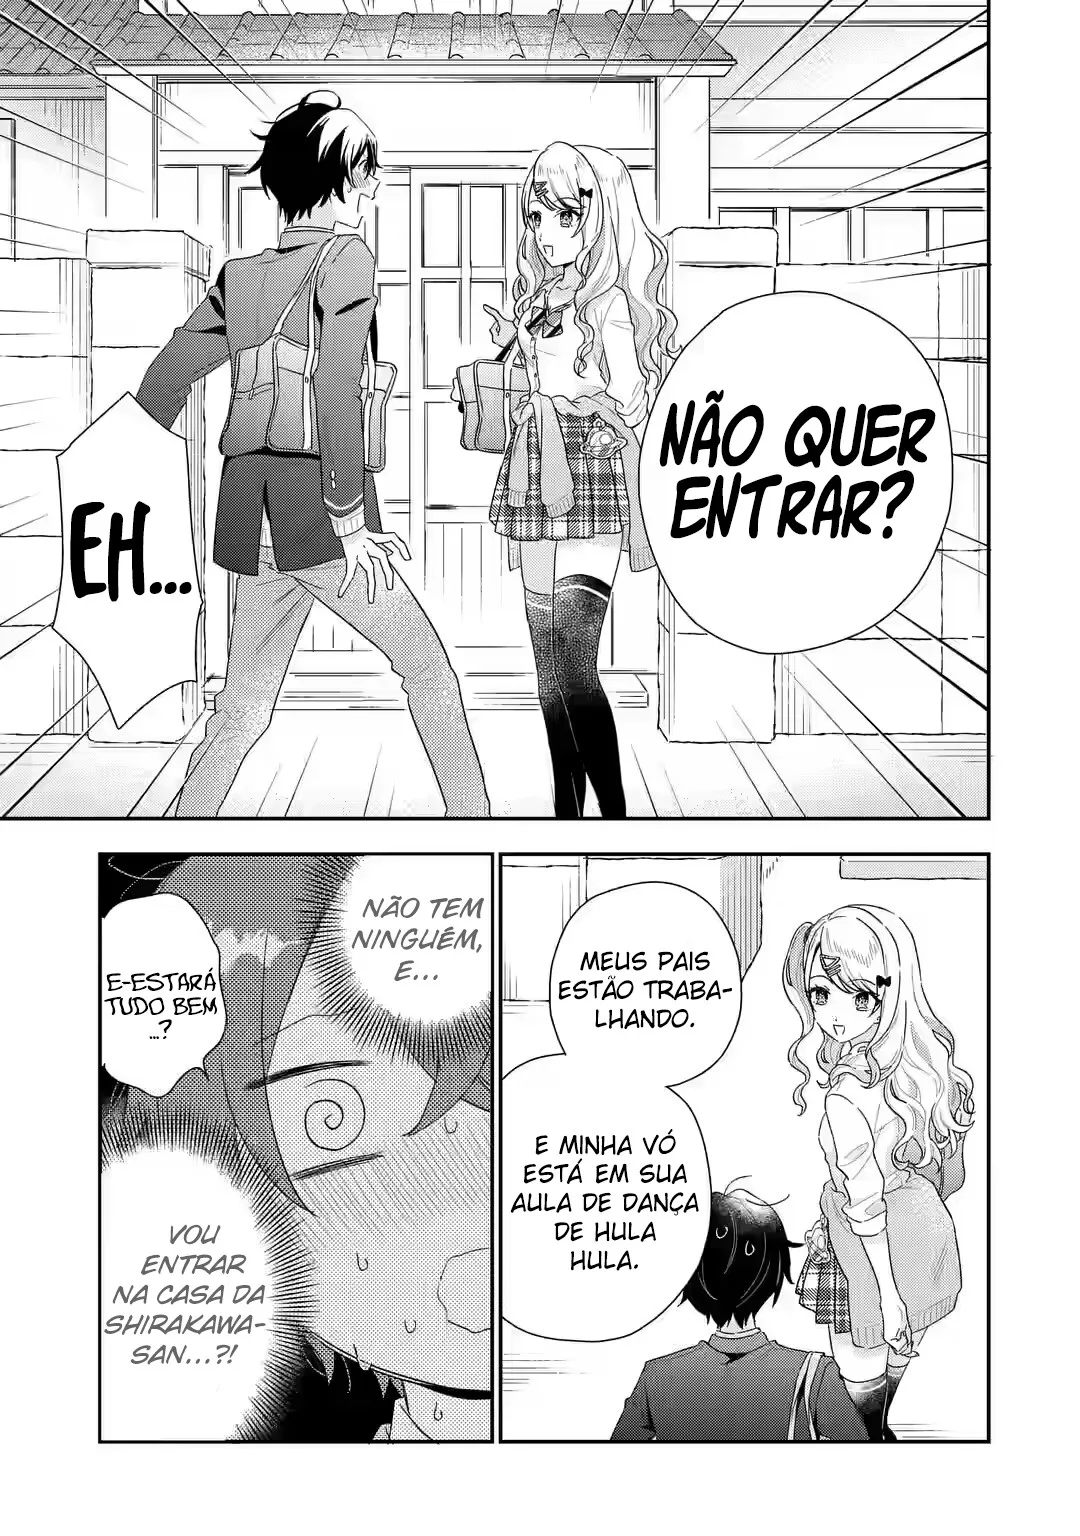 NÃO QUER
ENTRAR?
EH...
MEUS PAIS
ESTÃO TRABA-
LHANDO.
E MINHA VÓ
ESTÁ EM SUA
AULA DE DANÇA
DE HULA
HULA.
NÃO TEM
NINGUÉM,
E...
E-ESTARÁ
TUDO BEM
...?
VOU
ENTRAR
NA CASA DA
SHIRAKAWA-
SAN...?!